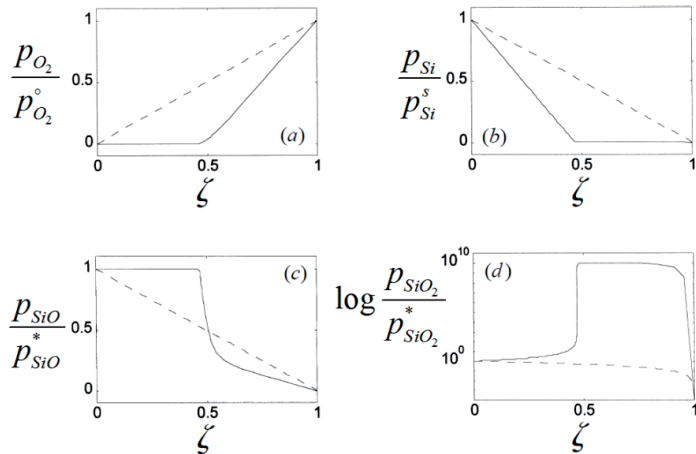 p_{O_2} / p°_{O_2}
1
0.5
0
0
0.5
1
(a)
ζ
p_{Si} / p^s_{Si}
1
0.5
0
0
0.5
1
(b)
ζ
p_{SiO} / p^*_{SiO}
1
0.5
0
0
0.5
1
(c)
ζ
log p_{SiO_2} / p^*_{SiO_2}
10^{10}
10^0
0
0.5
1
(d)
ζ